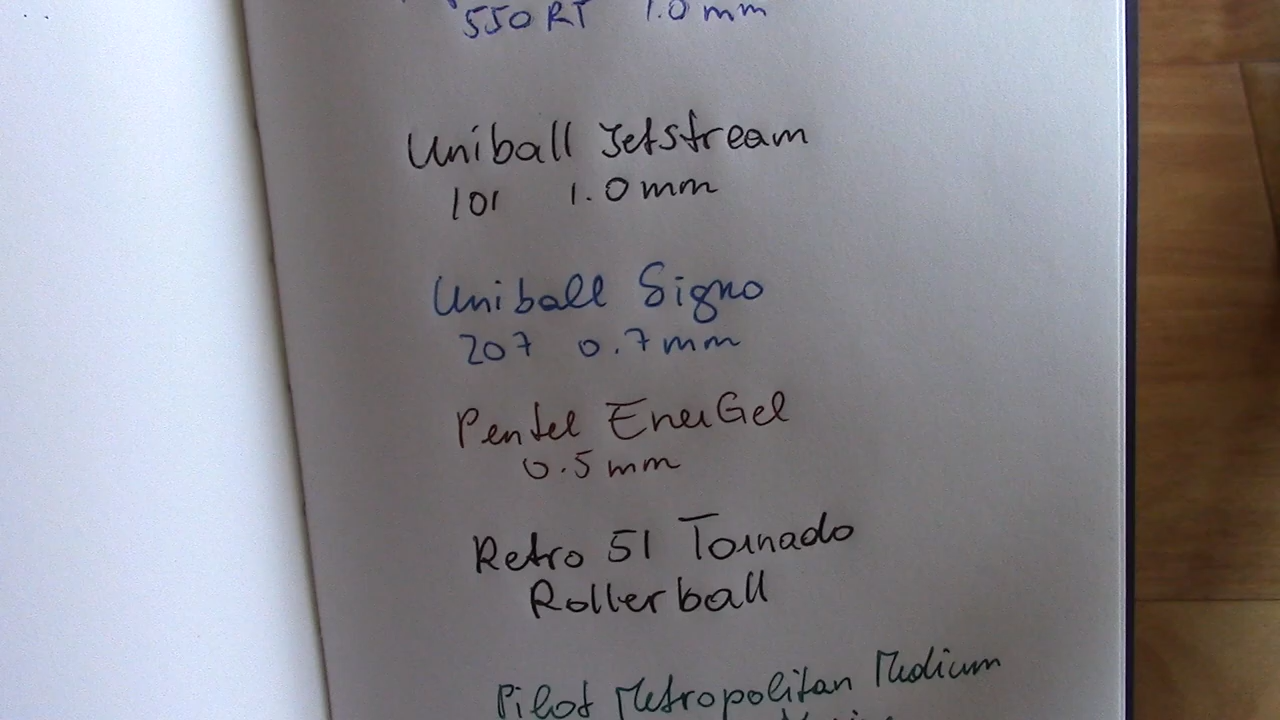 550 RT 1.0 mm
Uniball Jetstream
101 1.0 mm
Uniball Signo
207 0.7 mm
Pentel EnerGel
0.5 mm
Retro 51 Tornado
Rollerball
Pilot Metropolitan Medium